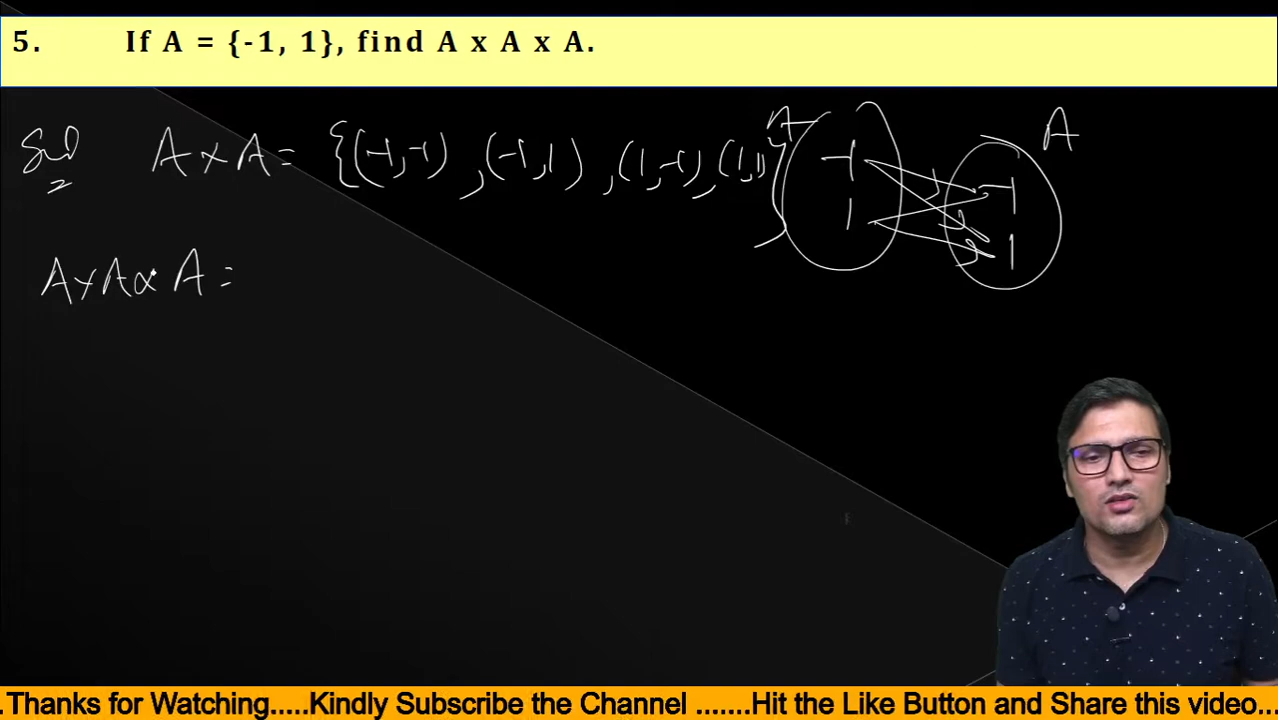 5. If A = {-1, 1}, find A x A x A.
Sol A x A = {(-1,-1), (-1,1), (1,-1), (1,1)}
A A
-1 -1
1 1
A x A x A =
.Thanks for Watching.....Kindly Subscribe the Channel .......Hit the Like Button and Share this video...